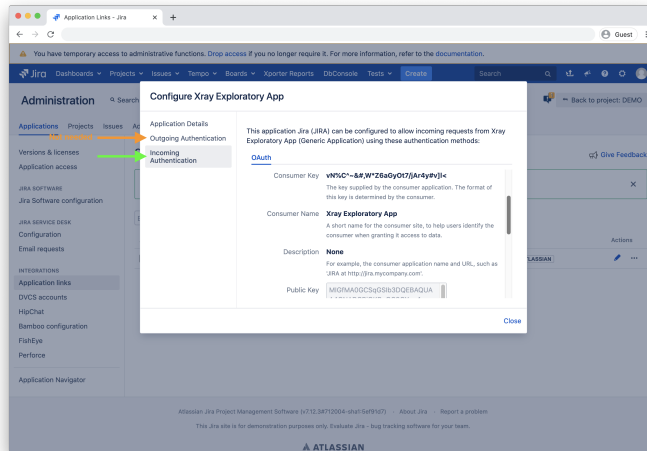 Application Links - Jira
Guest
You have temporary access to administrative functions. Drop access if you no longer require it. For more information, refer to the documentation.
Jira Dashboards Projects Issues Tempo Boards Xporter Reports DbConsole Tests Create Search
Administration
Search
Back to project: DEMO
Applications Projects Issues
Versions & licenses
Application access
Give Feedback
JIRA SOFTWARE
Jira Software configuration
JIRA SERVICE DESK
Configuration
Email requests
Actions
INTEGRATIONS
Application links
DVCS accounts
HipChat
Bamboo configuration
FishEye
Perforce
Application Navigator
Configure Xray Exploratory App
Application Details
Outgoing Authentication
Incoming
Authentication
This application Jira (JIRA) can be configured to allow incoming requests from Xray
Exploratory App (Generic Application) using these authentication methods:
OAuth
Consumer Key
The key supplied by the consumer application. The format of
this key is determined by the consumer.
Consumer Name Xray Exploratory App
A short name for the consumer site, to help users identify the
consumer when granting it access to data.
Description None
For example, the consumer application name and URL, such as
'JIRA at http://jira.mycompany.com'.
Public Key MIGfMA0GCSqGSIb3DQEBAQUA
Close
Atlassian Jira Project Management Software · About Jira · Report a problem
This Jira site is for demonstration purposes only. Evaluate Jira - bug tracking software for your team.
ATLASSIAN